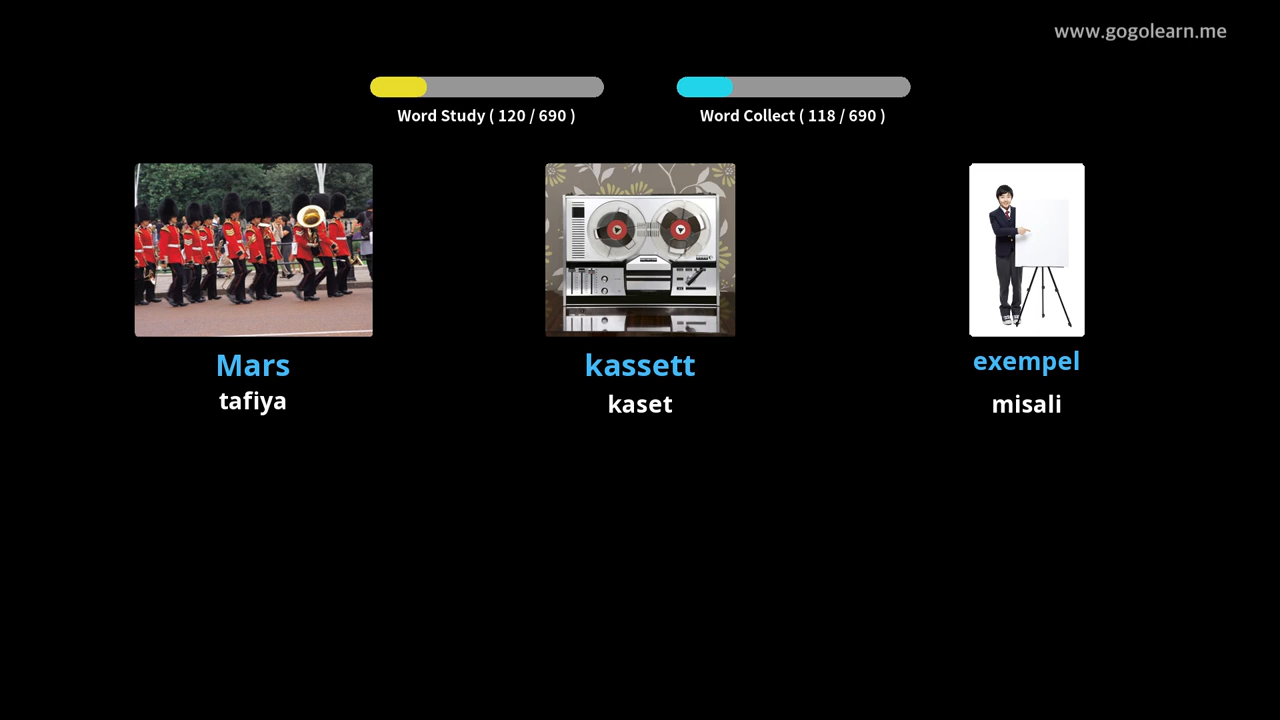 www.gogolearn.me
Word Study ( 120 / 690 )
Word Collect ( 118 / 690 )
Mars
tafiya
kassett
kaset
exempel
misali